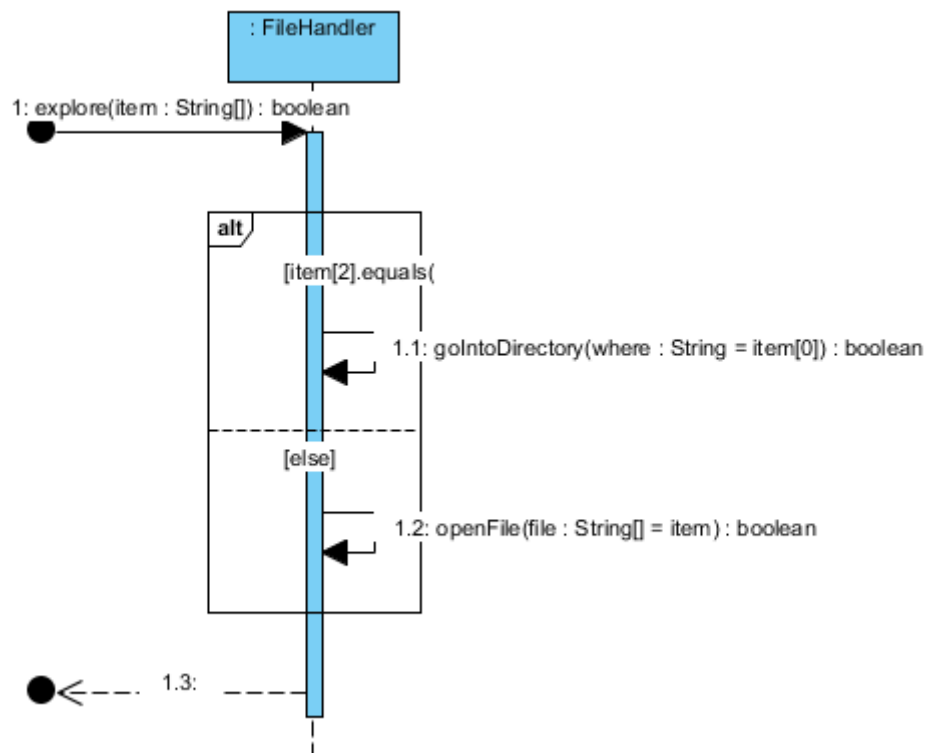 : FileHandler
1: explore(item : String[]) : boolean
alt
[item[2].equals(
1.1: goIntoDirectory(where : String = item[0]) : boolean
[else]
1.2: openFile(file : String[] = item) : boolean
1.3: